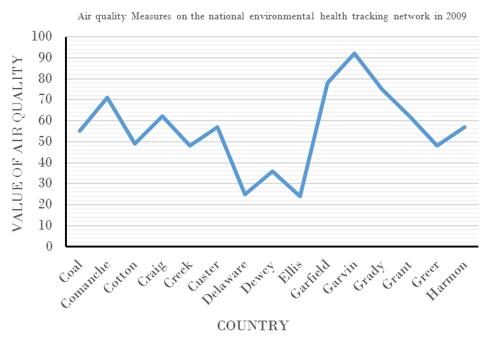 Air quality Measures on the national environmental health tracking network in 2009
VALUE OF AIR QUALITY
100
90
80
70
60
50
40
30
20
10
0
Coal
Comanche
Cotton
Craig
Creek
Custer
Delaware
Dewey
Ellis
Garfield
Garvin
Grady
Grant
Greer
Harmon
COUNTRY